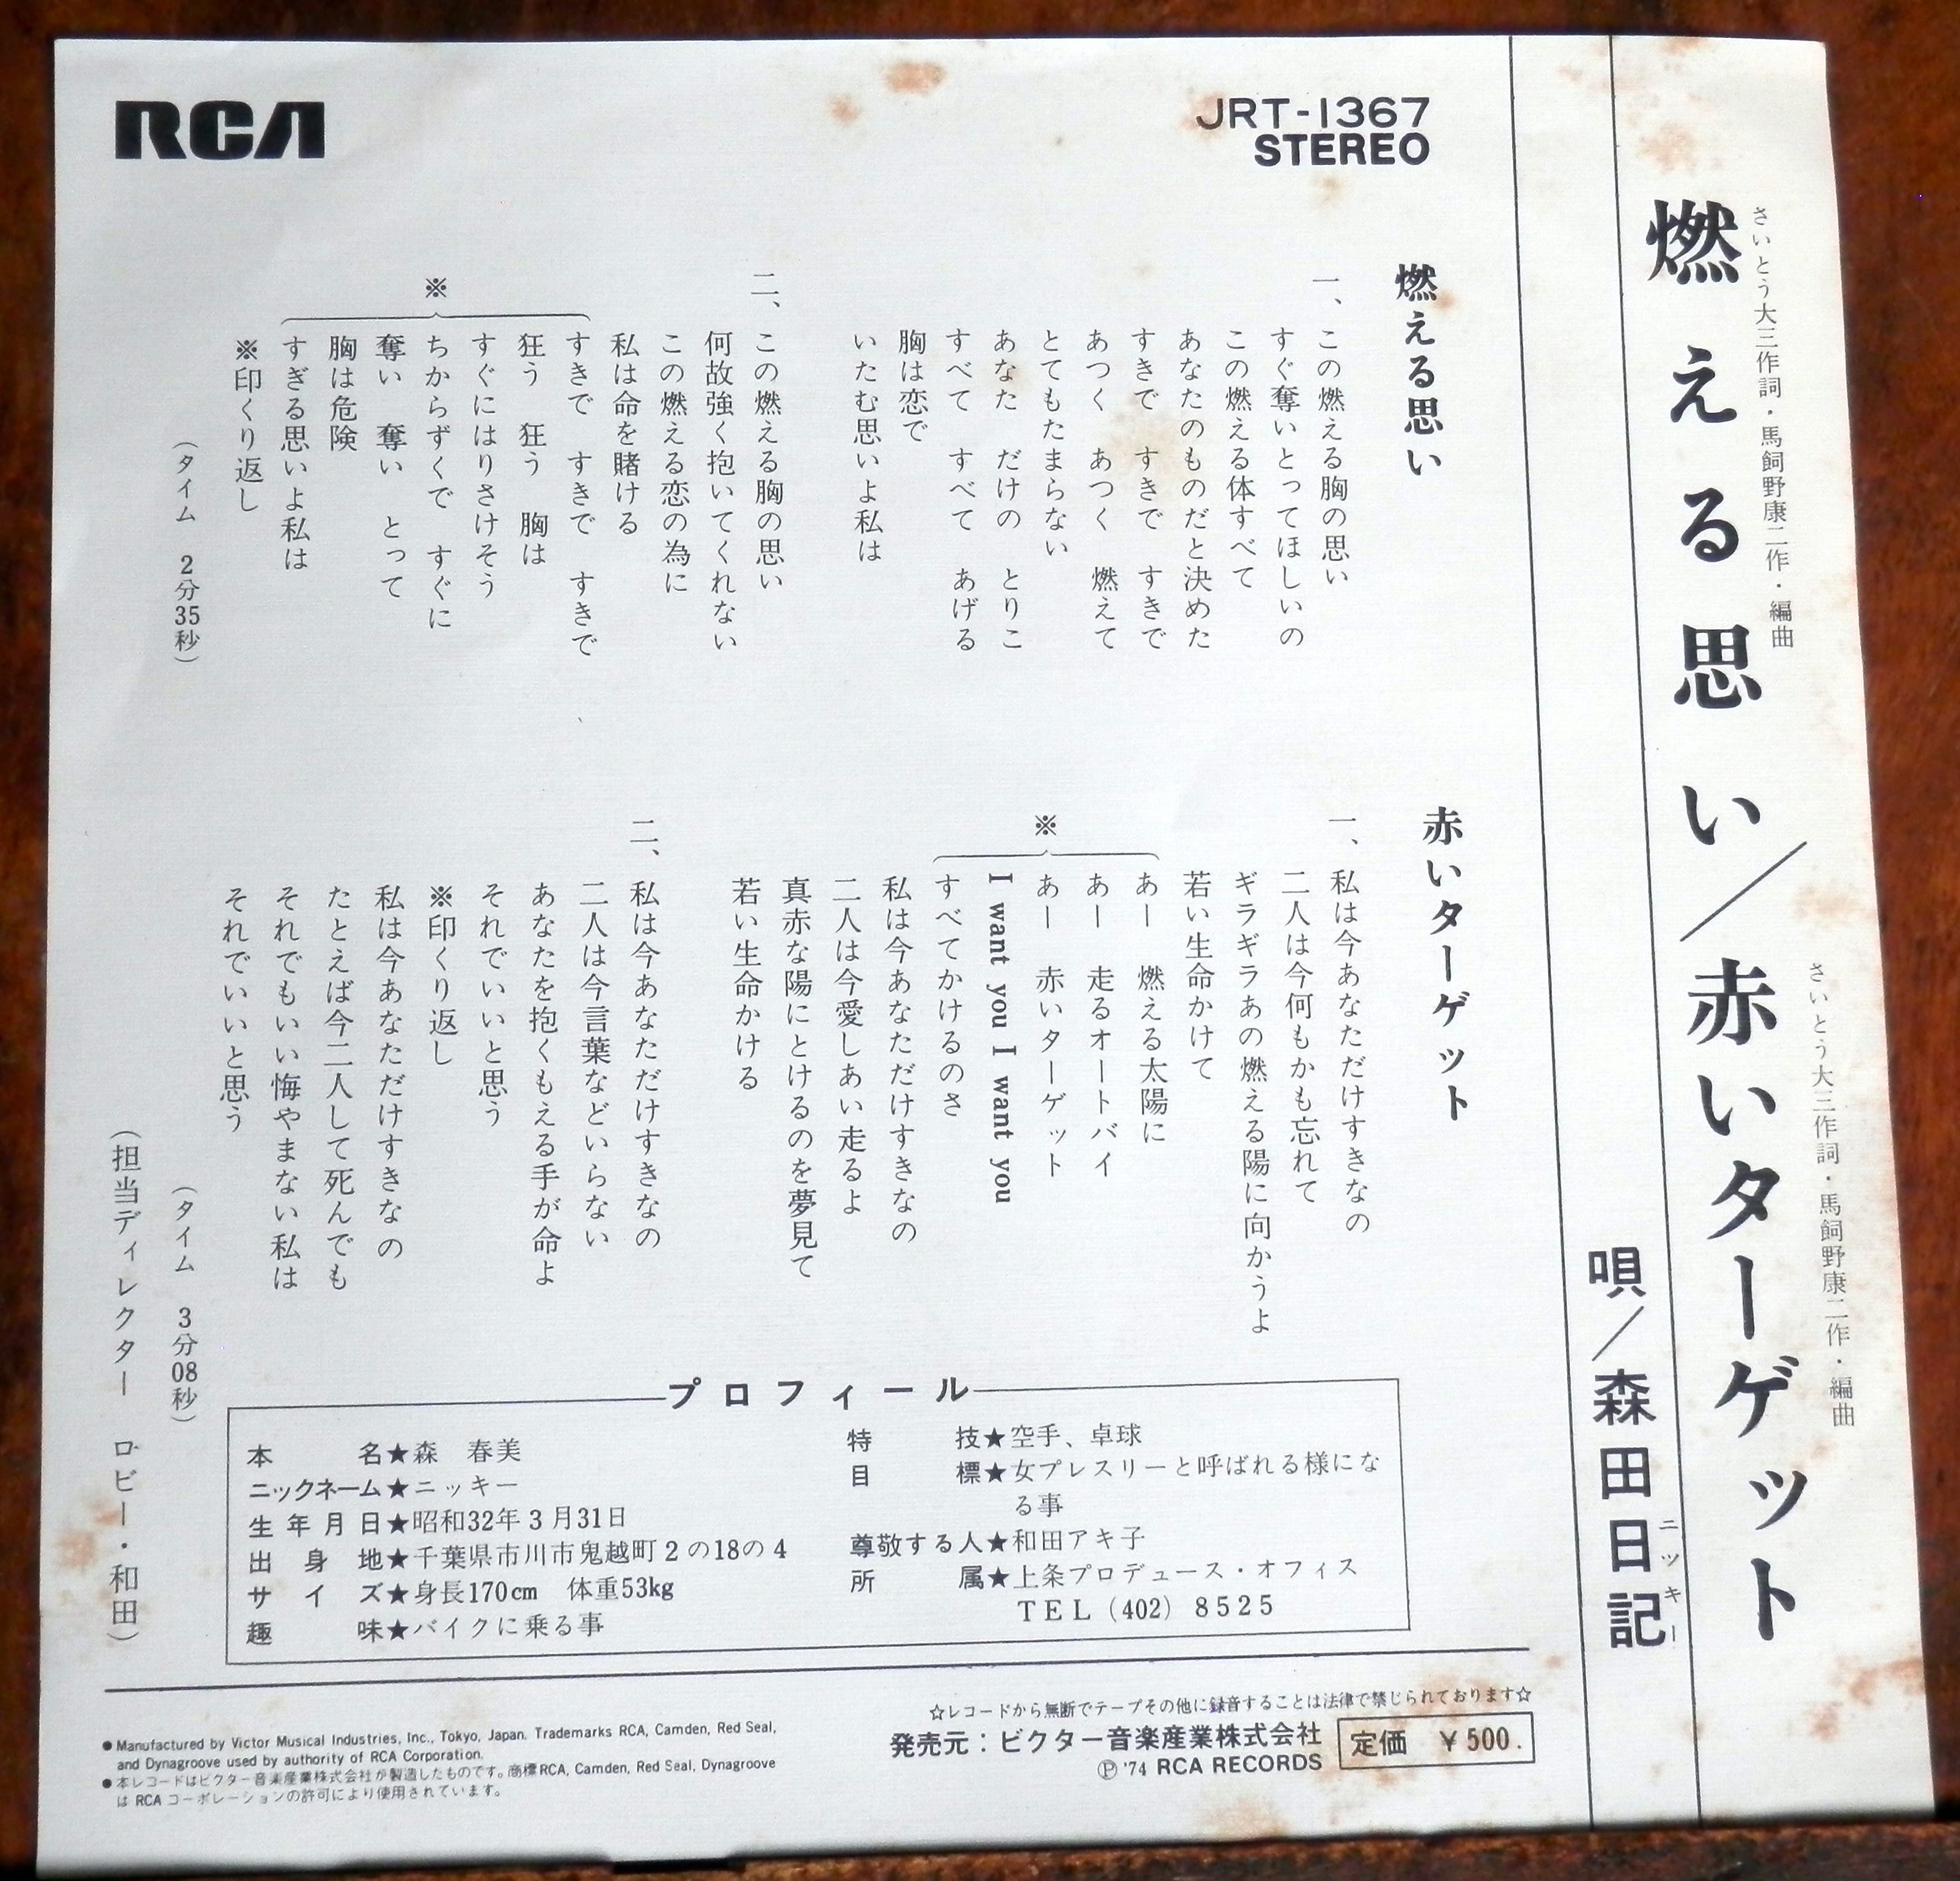 RCA
JRT-1367
STEREO
さいとう大三作詞・馬飼野康二作・編曲
燃える思い／赤いターゲット
さいとう大三作詞・馬飼野康二作・編曲
唄／森田日記
ニッキー
燃える思い
一、この燃える胸の思い
すぐ奪いとってほしいの
この燃える体すべて
あなたのものだと決めた
すきで　すきで　すきで
あつく　あつく　燃えて
とてもたまらない
あなた　だけの　とりこ
すべて　すべて　あげる
胸は恋で
いたむ思いよ私は
二、この燃える胸の思い
何故強く抱いてくれない
この燃える恋の為に
私は命を賭ける
※
すきで　すきで　すきで
狂う　狂う　胸は
すぐにはりさけそう
ちからずくで　すぐに
奪い　奪い　とって
胸は危険
すぎる思いよ私は
※印くり返し
（タイム　2分35秒）
赤いターゲット
一、私は今あなただけすきなの
二人は今何もかも忘れて
ギラギラあの燃える陽に向かうよ
若い生命かけて
※
あー　燃える太陽に
あー　走るオートバイ
あー　赤いターゲット
I want you I want you
すべてかけるのさ
私は今あなただけすきなの
二人は今愛しあい走るよ
真赤な陽にとけるのを夢見て
若い生命かける
二、私は今あなただけすきなの
二人は今言葉などいらない
あなたを抱くもえる手が命よ
それでいいと思う
※印くり返し
私は今あなただけすきなの
たとえば今二人して死んでも
それでもいい悔やまない私は
それでいいと思う
（タイム　3分08秒）
（担当ディレクター　ロビー・和田）
プロフィール
本名★森　春美
ニックネーム★ニッキー
生年月日★昭和32年3月31日
出身地★千葉県市川市鬼越町2の18の4
サイズ★身長170cm　体重53kg
趣味★バイクに乗る事
特技★空手、卓球
目標★女プレスリーと呼ばれる様にな
る事
尊敬する人★和田アキ子
所属★上条プロデュース・オフィス
TEL (402) 8525
☆レコードから無断でテープその他に録音することは法律で禁じられております☆
発売元：ビクター音楽産業株式会社
Ⓟ '74 RCA RECORDS
定価　￥500.
●Manufactured by Victor Musical Industries, Inc., Tokyo, Japan. Trademarks RCA, Camden, Red Seal,
and Dynagroove used by authority of RCA Corporation.
●本レコードはビクター音楽産業株式会社が製造したものです。商標RCA, Camden, Red Seal, Dynagroove
は RCA コーポレーションの許可により使用されています。